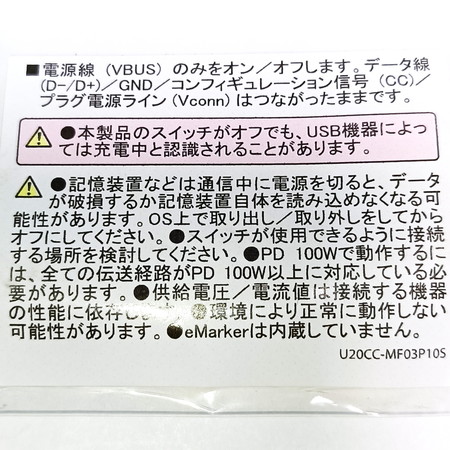 ■電源線（VBUS）のみをオン／オフします。データ線
(D−/D+)／GND／コンフィギュレーション信号（CC)／
プラグ電源ライン(Vconn)はつながったままです。
●本製品のスイッチがオフでも、USB機器によっ
ては充電中と認識されることがあります。
●記憶装置などは通信中に電源を切ると、データ
が破損するか記憶装置自体を読み込めなくなる可
能性があります。OS上で取り出し／取り外しをしてから
オフにしてください。●スイッチが使用できるように接続
する場所を検討してください。●PD 100Wで動作するに
は、全ての伝送経路がPD 100W以上に対応している必
要があります。●供給電圧／電流値は接続する機器
の性能に依存します。●環境により正常に動作しない
可能性があります。●eMarkerは内蔵していません。
U20CC-MF03P10S